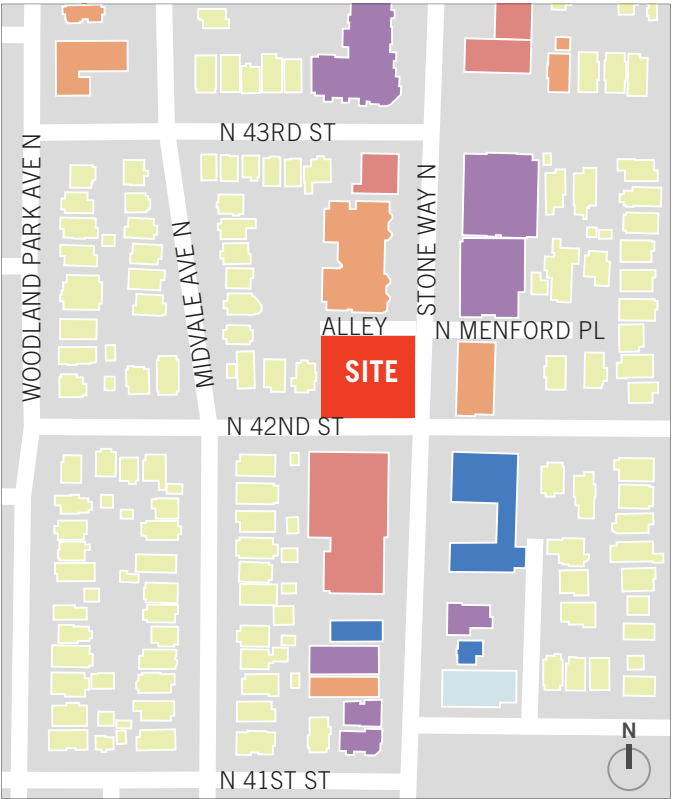 N 43RD ST
WOODLAND PARK AVE N
MIDVALE AVE N
STONE WAY N
ALLEY
N MENFORD PL
SITE
N 42ND ST
N
N 41ST ST